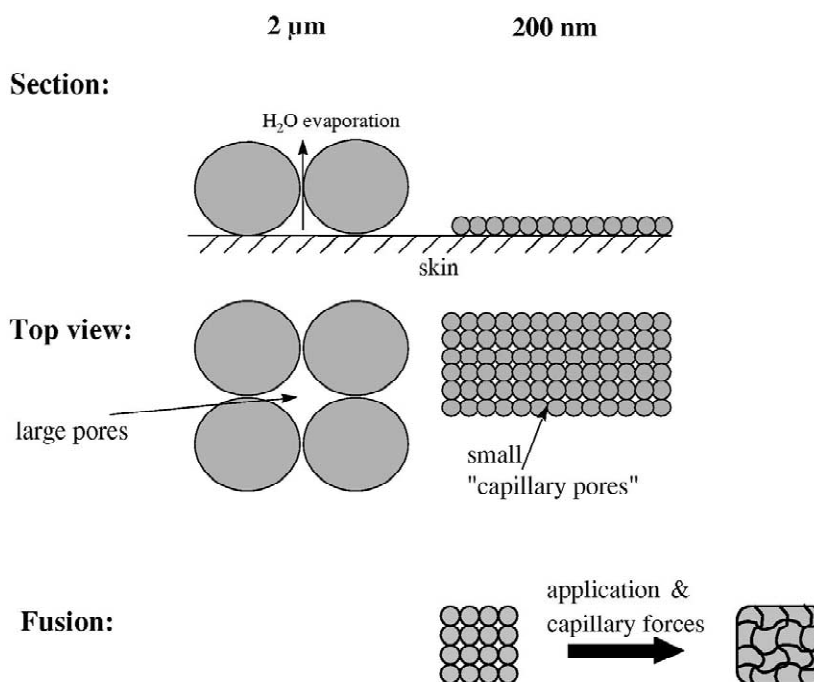 2 µm
200 nm
Section:
H₂O evaporation
skin
Top view:
large pores
small
"capillary pores"
Fusion:
application &
capillary forces